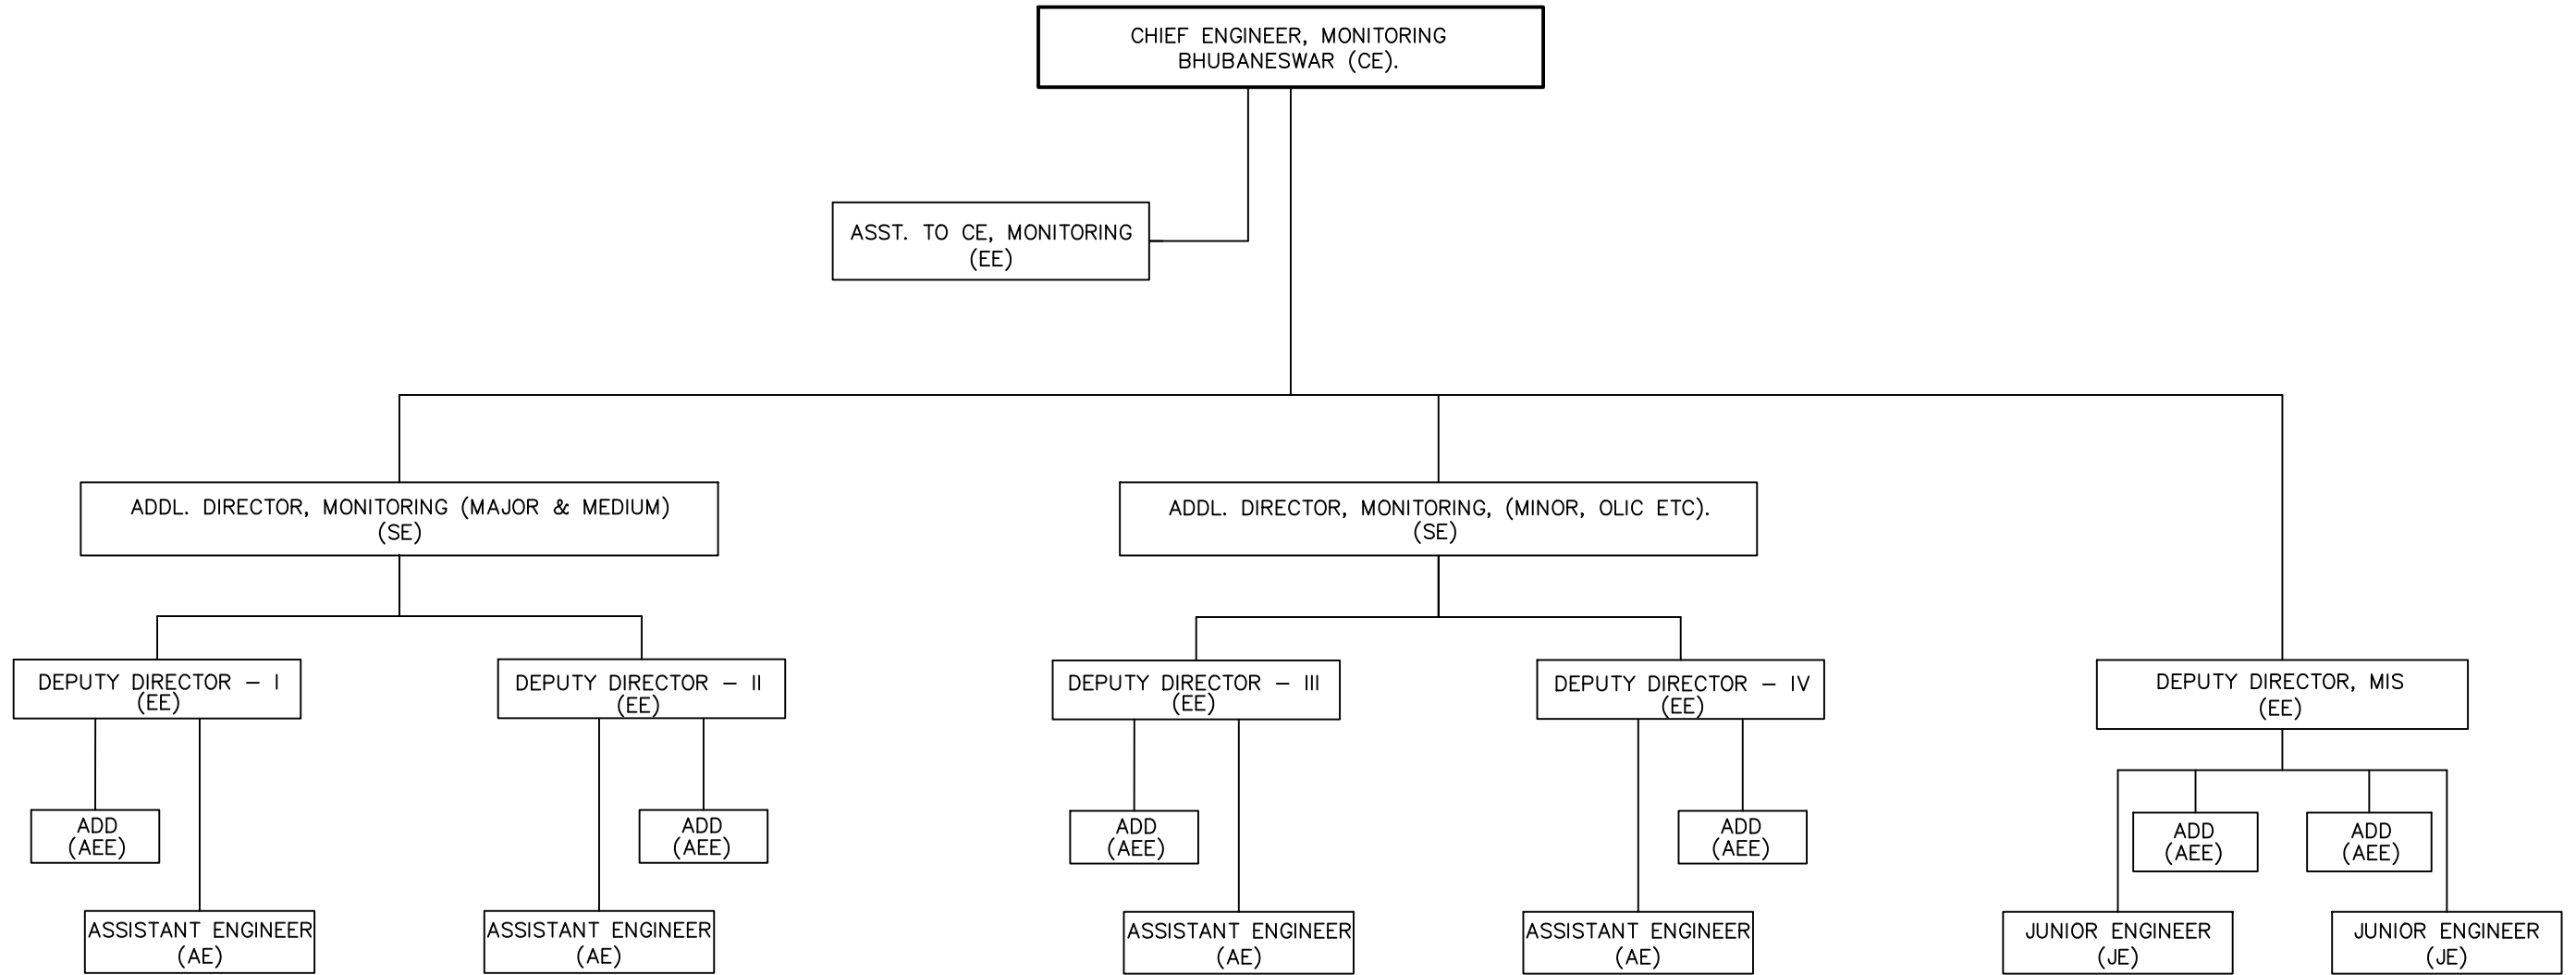 CHIEF ENGINEER, MONITORING
BHUBANESWAR (CE).
ASST. TO CE, MONITORING
(EE)
ADDL. DIRECTOR, MONITORING (MAJOR & MEDIUM)
(SE)
ADDL. DIRECTOR, MONITORING, (MINOR, OLIC ETC).
(SE)
DEPUTY DIRECTOR – I
(EE)
DEPUTY DIRECTOR – II
(EE)
DEPUTY DIRECTOR – III
(EE)
DEPUTY DIRECTOR – IV
(EE)
DEPUTY DIRECTOR, MIS
(EE)
ADD
(AEE)
ADD
(AEE)
ADD
(AEE)
ADD
(AEE)
ADD
(AEE)
ADD
(AEE)
ASSISTANT ENGINEER
(AE)
ASSISTANT ENGINEER
(AE)
ASSISTANT ENGINEER
(AE)
ASSISTANT ENGINEER
(AE)
JUNIOR ENGINEER
(JE)
JUNIOR ENGINEER
(JE)